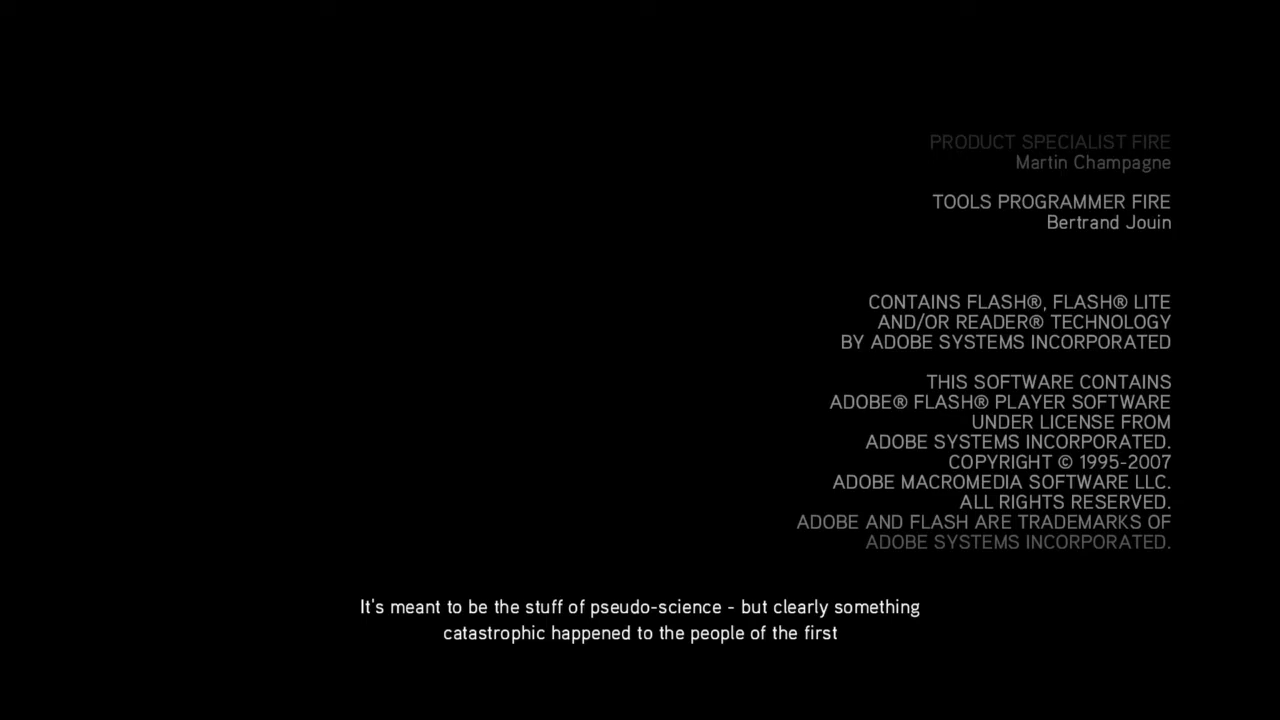 PRODUCT SPECIALIST FIRE
Martin Champagne
TOOLS PROGRAMMER FIRE
Bertrand Jouin
CONTAINS FLASH®, FLASH® LITE
AND/OR READER® TECHNOLOGY
BY ADOBE SYSTEMS INCORPORATED
THIS SOFTWARE CONTAINS
ADOBE® FLASH® PLAYER SOFTWARE
UNDER LICENSE FROM
ADOBE SYSTEMS INCORPORATED.
COPYRIGHT © 1995-2007
ADOBE MACROMEDIA SOFTWARE LLC.
ALL RIGHTS RESERVED.
ADOBE AND FLASH ARE TRADEMARKS OF
ADOBE SYSTEMS INCORPORATED.
It's meant to be the stuff of pseudo-science - but clearly something
catastrophic happened to the people of the first